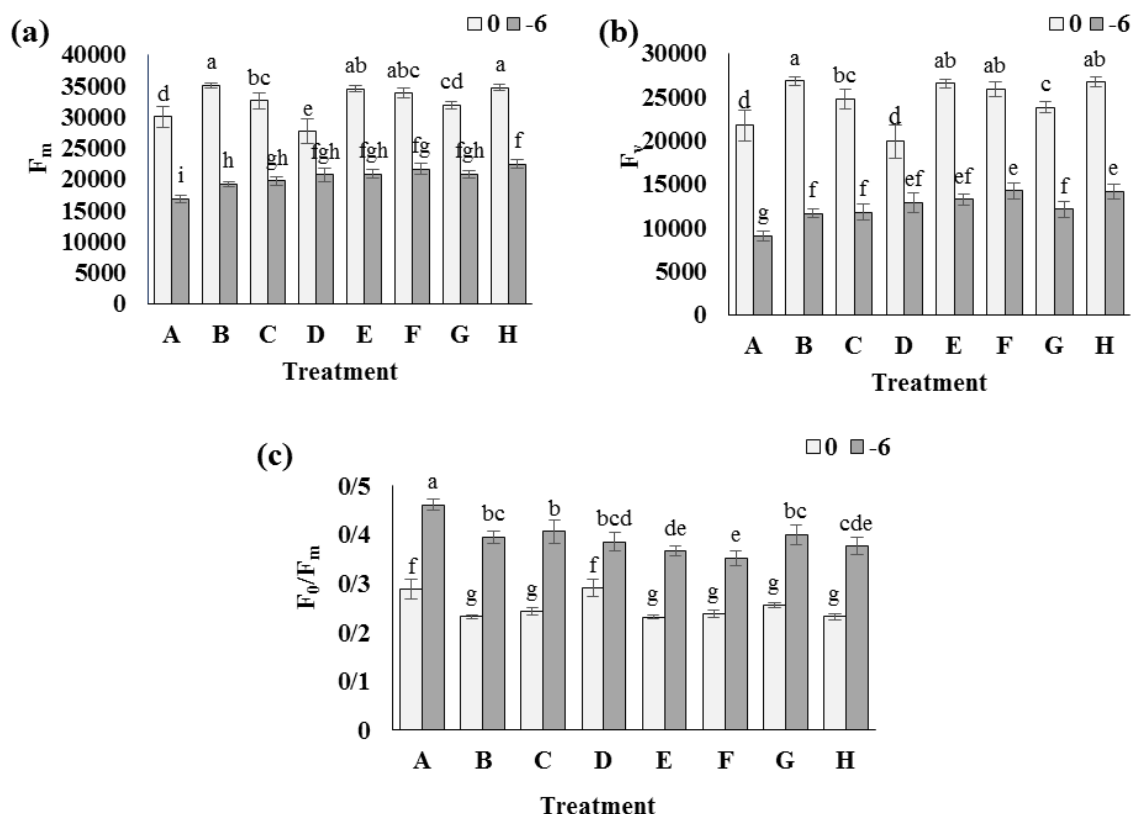 (a)
0 -6
40000
35000
30000
25000
20000
15000
10000
5000
0
Fm
d a bc e ab abc cd a
i h gh fgh fgh fg fgh f
A B C D E F G H
Treatment
(b)
0 -6
30000
25000
20000
15000
10000
5000
0
Fv
d a bc d ab ab c ab
g f f ef ef e f e
A B C D E F G H
Treatment
(c)
0 -6
0/5
0/4
0/3
0/2
0/1
0
F0/Fm
a bc b bcd de e bc cde
f g g f g g g g
A B C D E F G H
Treatment